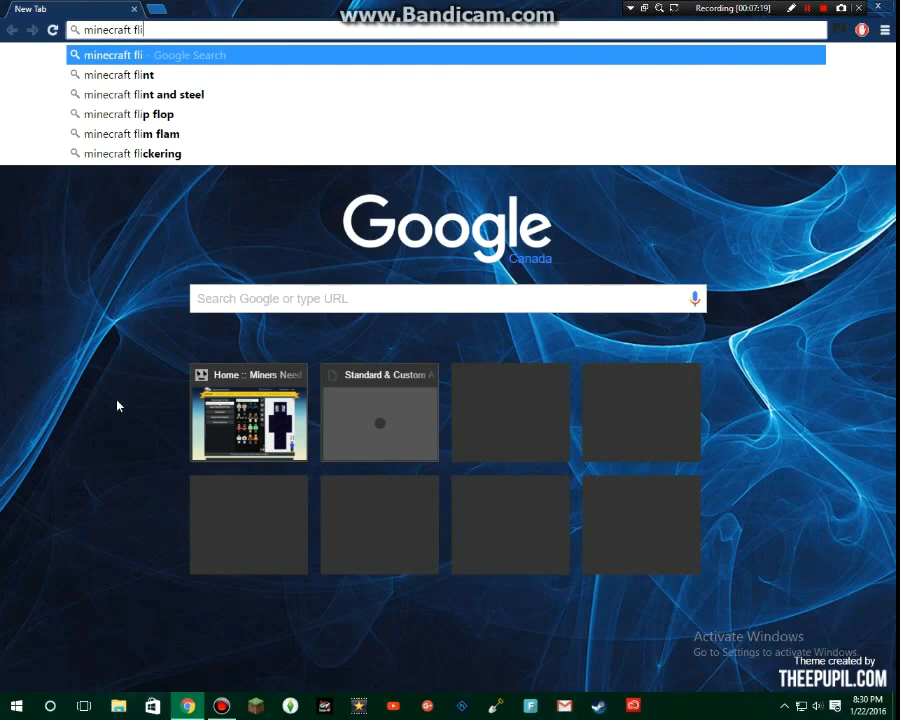 New Tab
www.Bandicam.com
Recording [00:07:19]
minecraft fli
minecraft fli - Google Search
minecraft flint
minecraft flint and steel
minecraft flip flop
minecraft flim flam
minecraft flickering
Google
Canada
Search Google or type URL
Home :: Miners Need
Standard & Custom A
Activate Windows
Go to Settings to activate Windows.
Theme created by
THEEPUPIL.COM
8:30 PM
1/22/2016